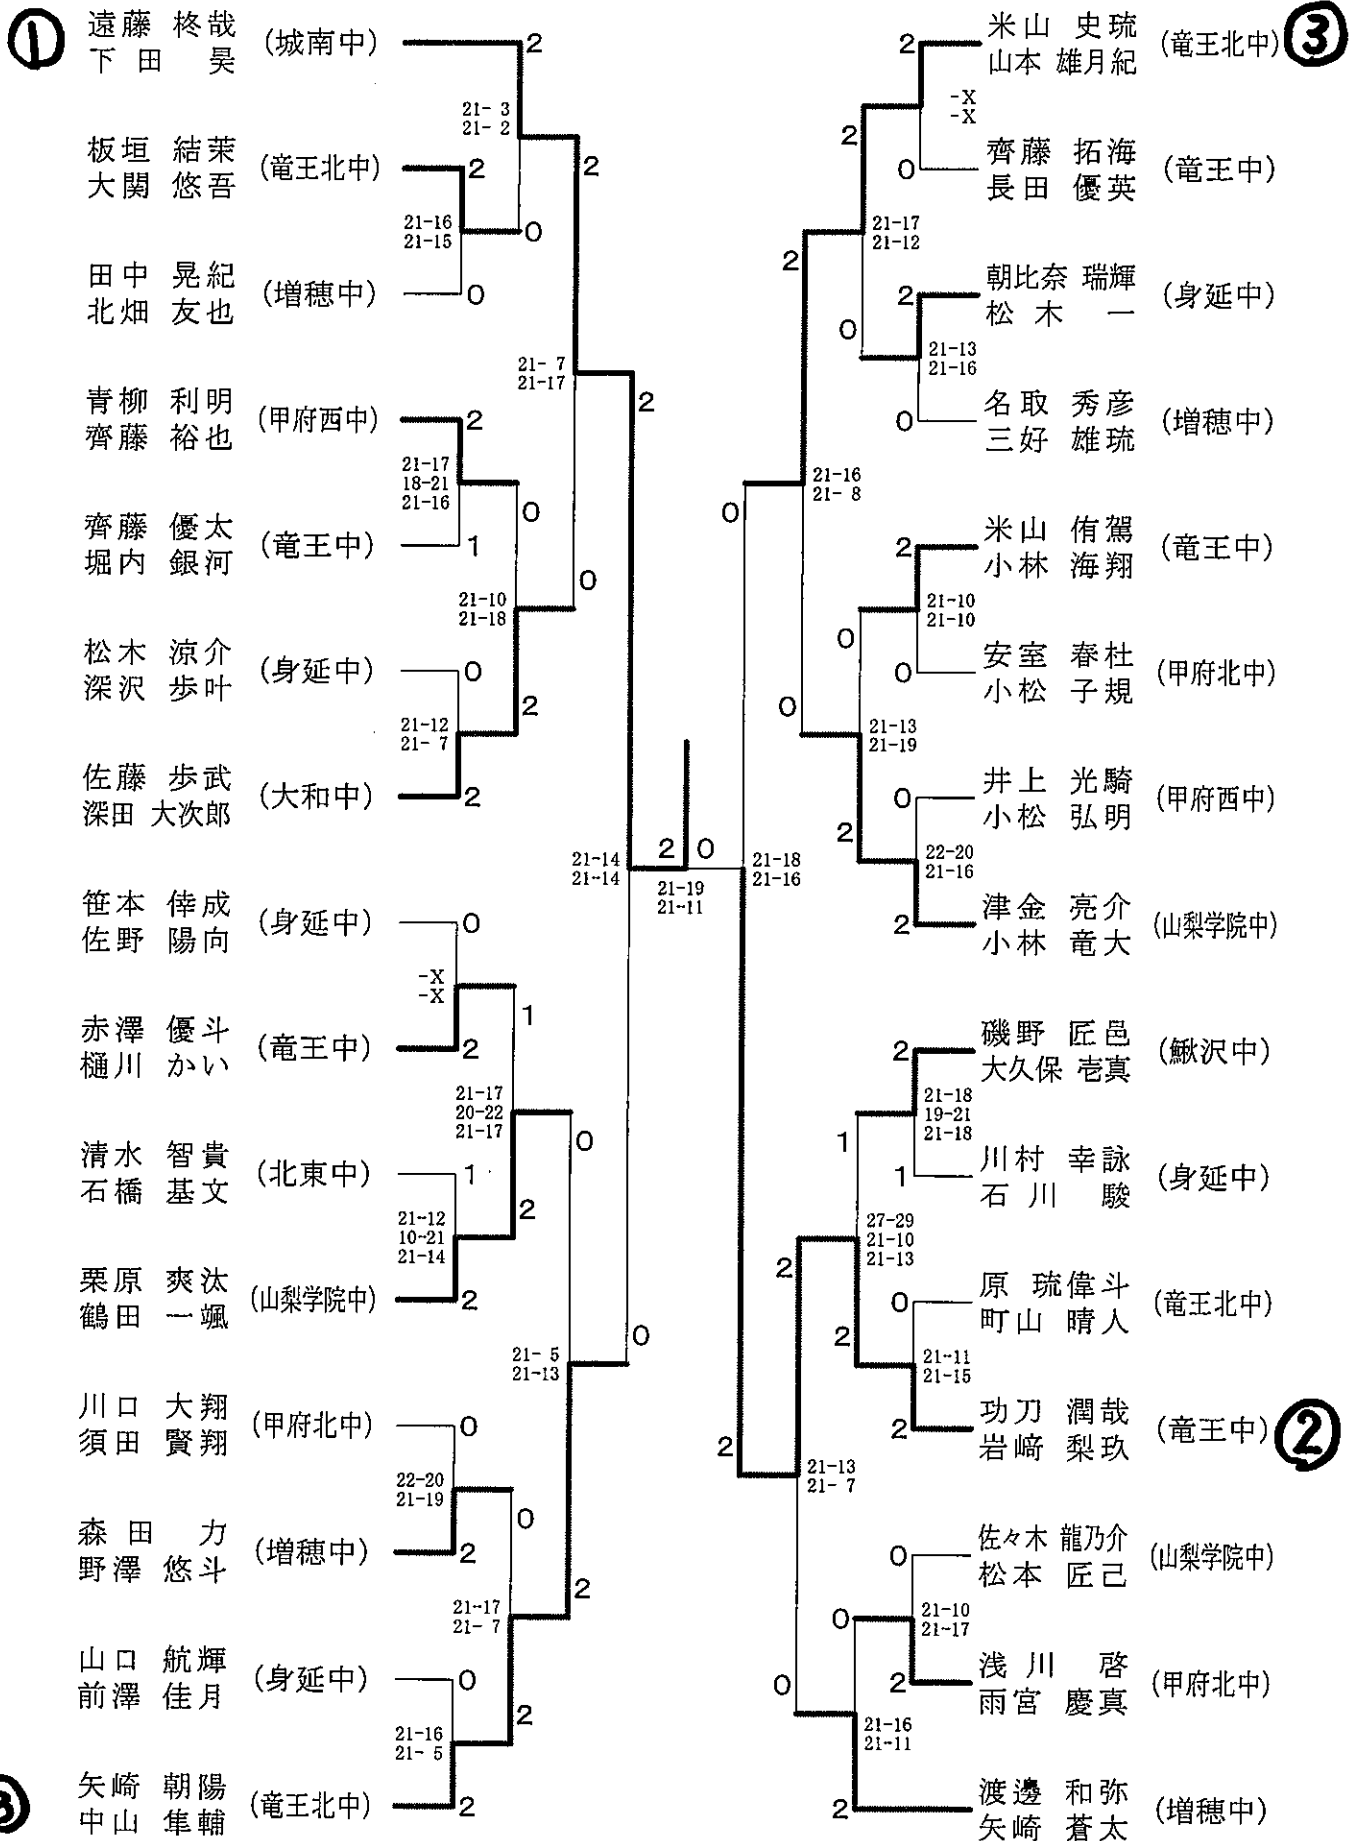 ①
遠藤 柊哉
下田 昊
(城南中)
2
21- 3
21- 2
2
板垣 結茉
大関 悠吾
(竜王北中)
2
21-16
21-15
0
田中 晃紀
北畑 友也
(増穂中)
0
21- 7
21-17
2
青柳 利明
齊藤 裕也
(甲府西中)
2
21-17
18-21
21-16
0
齊藤 優太
堀内 銀河
(竜王中)
1
0
21-10
21-18
松木 涼介
深沢 歩叶
(身延中)
0
2
21-12
21- 7
佐藤 歩武
深田 大次郎
(大和中)
2
21-14
21-14
2
0
21-19
21-11
笹本 倖成
佐野 陽向
(身延中)
0
-X
-X
1
赤澤 優斗
樋川 かい
(竜王中)
2
21-17
20-22
21-17
0
清水 智貴
石橋 基文
(北東中)
1
2
21-12
10-21
21-14
栗原 爽汰
鶴田 一颯
(山梨学院中)
2
0
21- 5
21-13
川口 大翔
須田 賢翔
(甲府北中)
0
22-20
21-19
0
森田 力
野澤 悠斗
(増穂中)
2
2
21-17
21- 7
山口 航輝
前澤 佳月
(身延中)
0
2
21-16
21- 5
3
矢崎 朝陽
中山 隼輔
(竜王北中)
2
2
米山 史琉
山本 雄月紀
(竜王北中)
③
-X
-X
2
0
齊藤 拓海
長田 優英
(竜王中)
21-17
21-12
2
2
朝比奈 瑞輝
松木 一
(身延中)
0
21-13
21-16
0
名取 秀彦
三好 雄琉
(増穂中)
21-16
21- 8
0
2
米山 侑駕
小林 海翔
(竜王中)
21-10
21-10
0
0
安室 春杜
小松 子規
(甲府北中)
0
21-13
21-19
0
井上 光騎
小松 弘明
(甲府西中)
2
22-20
21-16
21-18
21-16
2
津金 亮介
小林 竜大
(山梨学院中)
2
磯野 匠邑
大久保 壱真
(鰍沢中)
21-18
19-21
21-18
1
1
川村 幸詠
石川 駿
(身延中)
27-29
21-10
21-13
2
0
原 琉偉斗
町山 晴人
(竜王北中)
2
21-11
21-15
2
功刀 潤哉
岩﨑 梨玖
(竜王中)
②
2
21-13
21- 7
0
佐々木 龍乃介
松本 匠己
(山梨学院中)
0
21-10
21-17
0
2
浅川 啓
雨宮 慶真
(甲府北中)
21-16
21-11
2
渡邊 和弥
矢崎 蒼太
(増穂中)